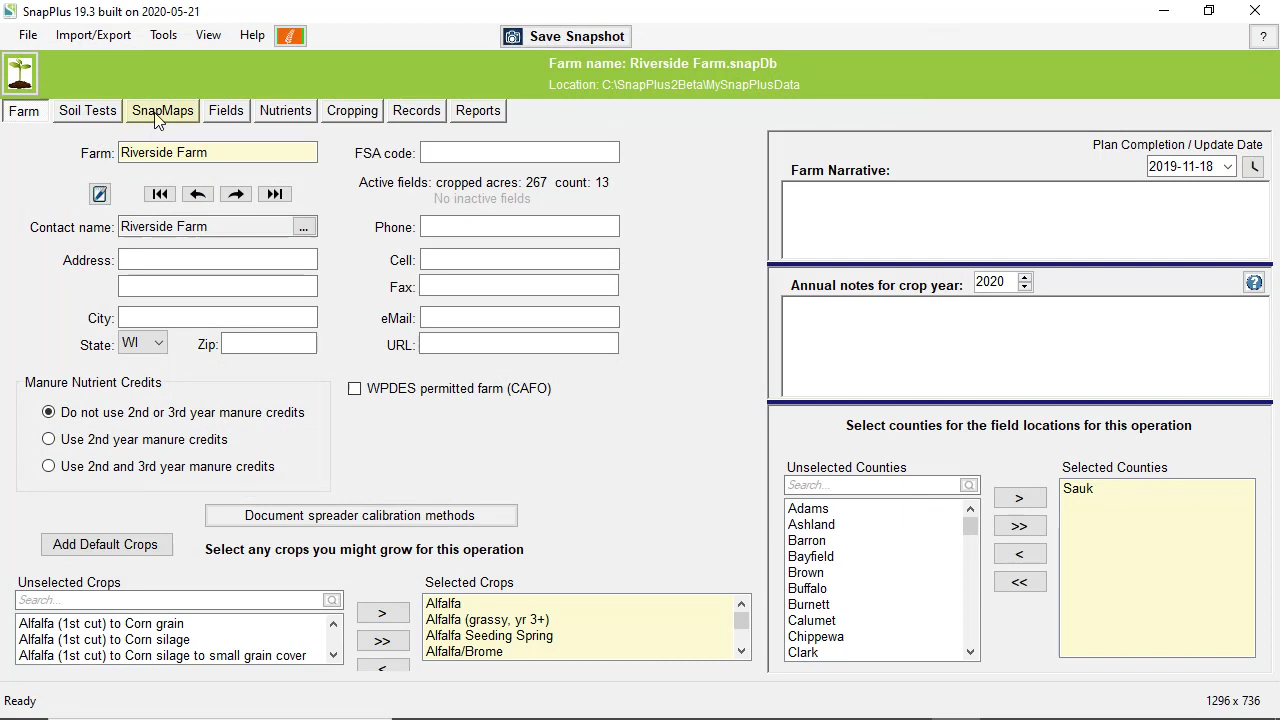 SnapPlus 19.3 built on 2020-05-21
File Import/Export Tools View Help Save Snapshot ?
Farm name: Riverside Farm.snapDb
Location: C:\SnapPlus2Beta\MySnapPlusData
Farm Soil Tests SnapMaps Fields Nutrients Cropping Records Reports
Farm: Riverside Farm
FSA code:
Active fields: cropped acres: 267 count: 13
No inactive fields
Contact name: Riverside Farm ...
Phone:
Address:
Cell:
Fax:
City:
eMail:
State: WI
Zip:
URL:
Manure Nutrient Credits
Do not use 2nd or 3rd year manure credits
Use 2nd year manure credits
Use 2nd and 3rd year manure credits
WPDES permitted farm (CAFO)
Document spreader calibration methods
Add Default Crops
Select any crops you might grow for this operation
Unselected Crops
Search...
Alfalfa (1st cut) to Corn grain
Alfalfa (1st cut) to Corn silage
Alfalfa (1st cut) to Corn silage to small grain cover
>
>>
<
Selected Crops
Alfalfa
Alfalfa (grassy, yr 3+)
Alfalfa Seeding Spring
Alfalfa/Brome
Plan Completion / Update Date
Farm Narrative:
2019-11-18
Annual notes for crop year: 2020
Select counties for the field locations for this operation
Unselected Counties
Search...
Adams
Ashland
Barron
Bayfield
Brown
Buffalo
Burnett
Calumet
Chippewa
Clark
>
>>
<
<<
Selected Counties
Sauk
Ready
1296 x 736